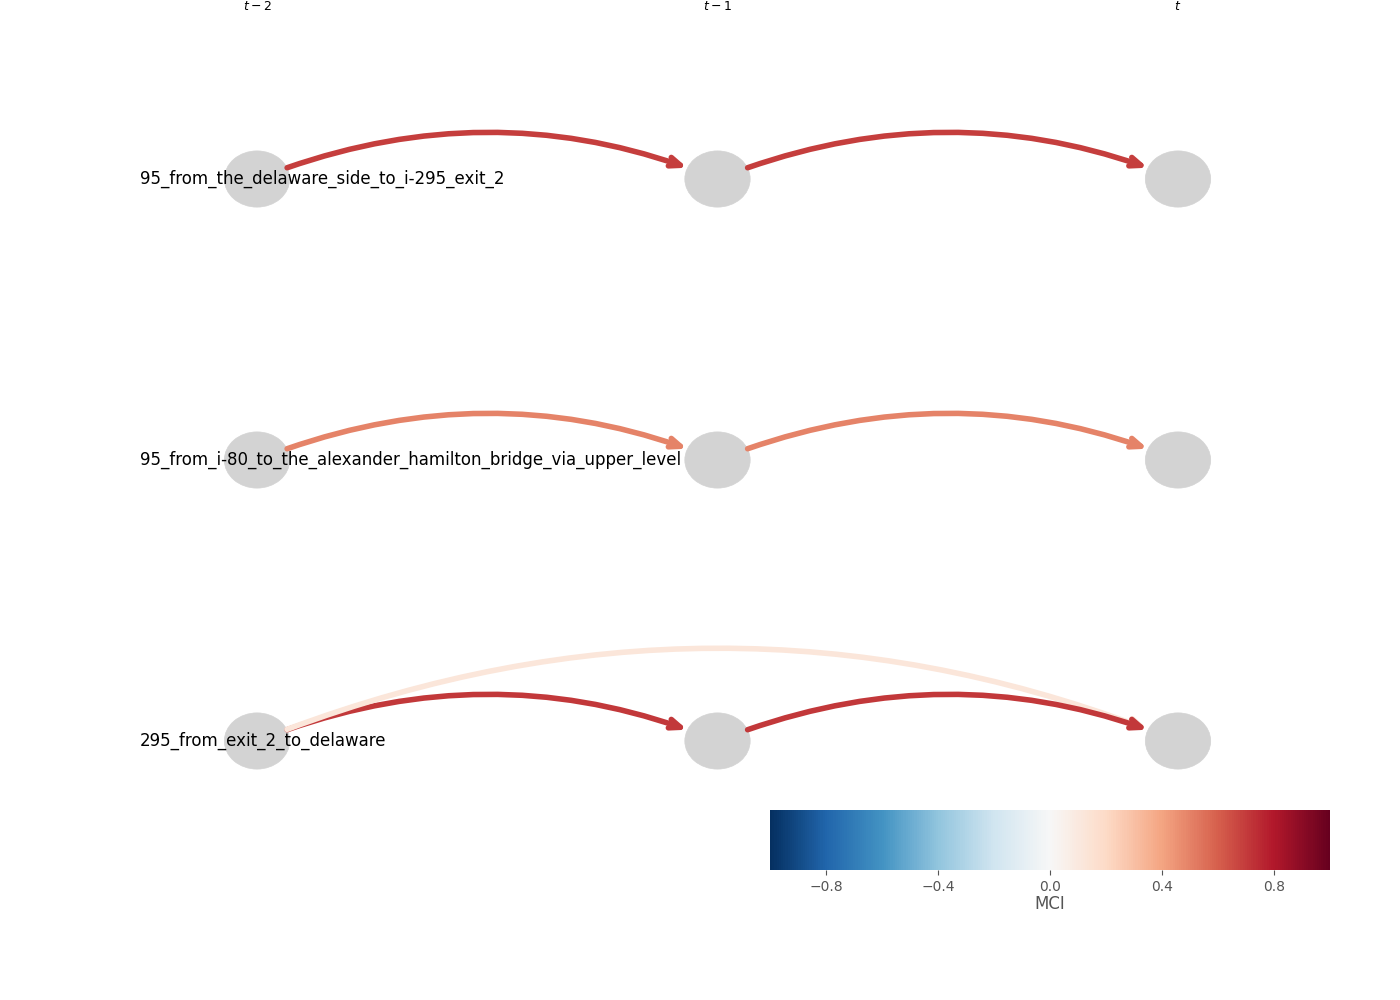 t − 2 t − 1 t
95_from_the_delaware_side_to_i-295_exit_2
95_from_i-80_to_the_alexander_hamilton_bridge_via_upper_level
295_from_exit_2_to_delaware
−0.8 −0.4 0.0 0.4 0.8
MCI